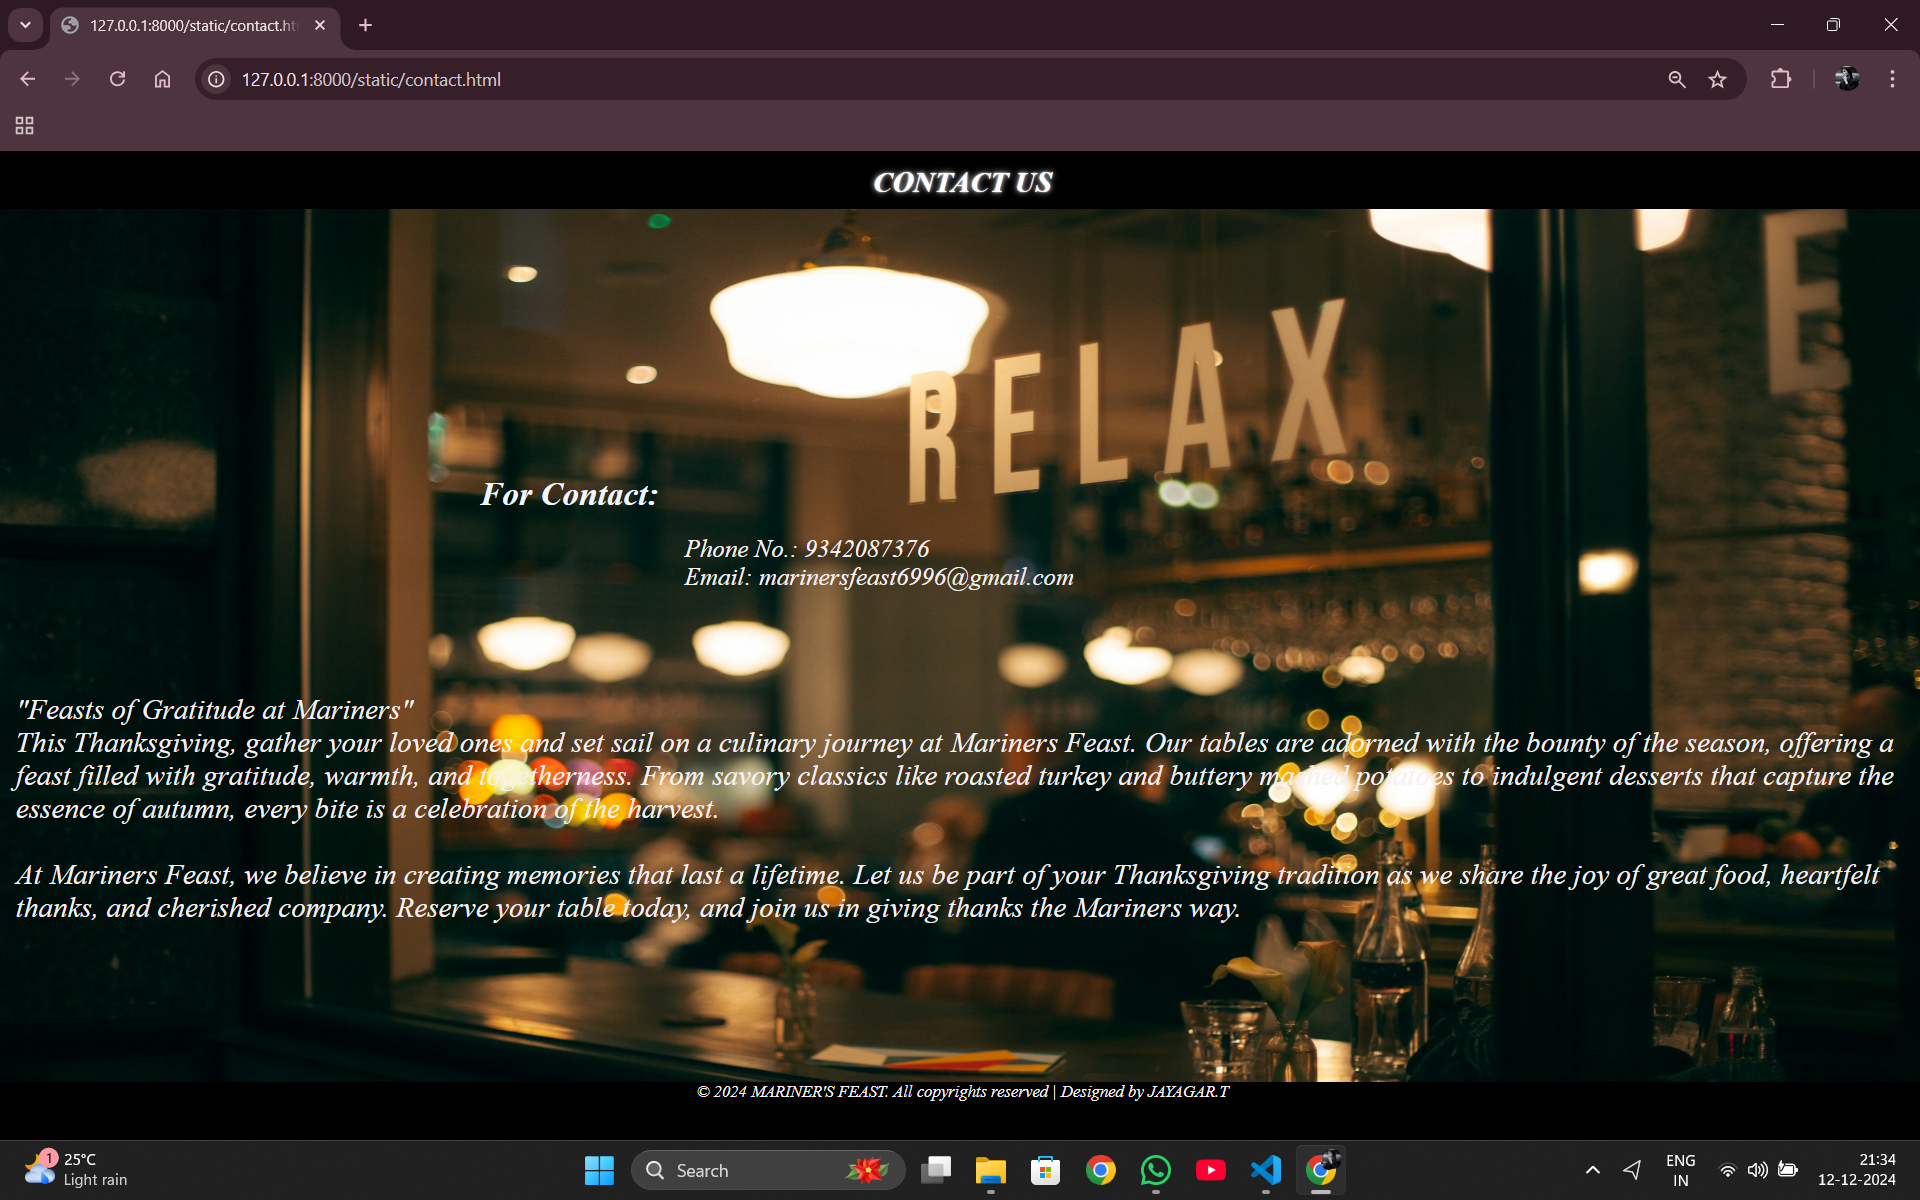 127.0.0.1:8000/static/contact.ht
127.0.0.1:8000/static/contact.html
CONTACT US
E
RELAX
For Contact:
Phone No.: 9342087376
Email: marinersfeast6996@gmail.com
"Feasts of Gratitude at Mariners"
This Thanksgiving, gather your loved ones and set sail on a culinary journey at Mariners Feast. Our tables are adorned with the bounty of the season, offering a
feast filled with gratitude, warmth, and togetherness. From savory classics like roasted turkey and buttery mashed potatoes to indulgent desserts that capture the
essence of autumn, every bite is a celebration of the harvest.
At Mariners Feast, we believe in creating memories that last a lifetime. Let us be part of your Thanksgiving tradition as we share the joy of great food, heartfelt
thanks, and cherished company. Reserve your table today, and join us in giving thanks the Mariners way.
© 2024 MARINER'S FEAST. All copyrights reserved | Designed by JAYAGAR.T
1
25°C
Light rain
Search
ENG
IN
21:34
12-12-2024